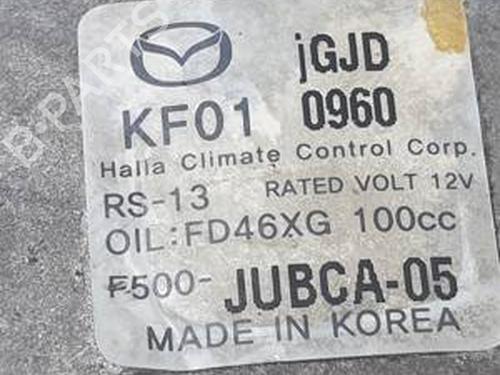 jGJD
KF01 0960
Halla Climate Control Corp.
RS-13 RATED VOLT 12V
OIL:FD46XG 100cc
F500-JUBCA-05
MADE IN KOREA
B-PARTS